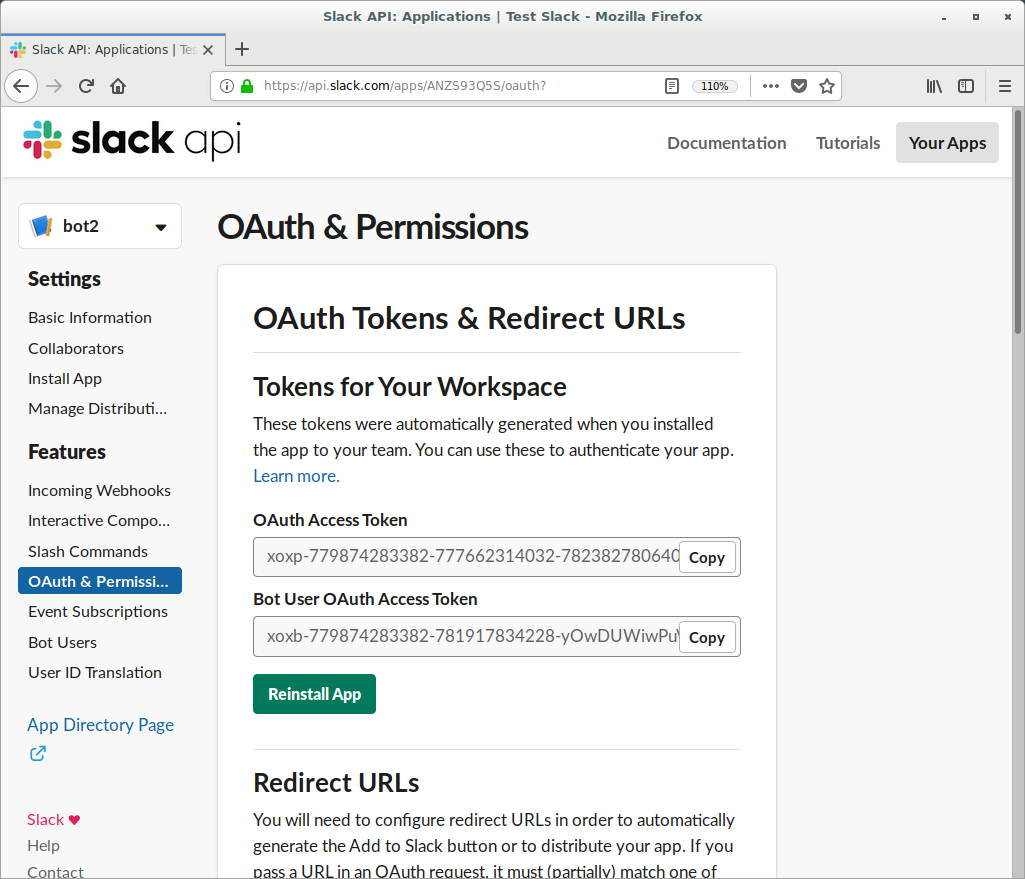 Slack API: Applications | Test Slack - Mozilla Firefox
Slack API: Applications | Tes
https://api.slack.com/apps/ANZS93Q5S/oauth?
110%
slack api
Documentation
Tutorials
Your Apps
bot2
OAuth & Permissions
Settings
Basic Information
Collaborators
Install App
Manage Distributi...
Features
Incoming Webhooks
Interactive Compo...
Slash Commands
OAuth & Permissi...
Event Subscriptions
Bot Users
User ID Translation
App Directory Page
Slack
Help
Contact
OAuth Tokens & Redirect URLs
Tokens for Your Workspace
These tokens were automatically generated when you installed
the app to your team. You can use these to authenticate your app.
Learn more.
OAuth Access Token
xoxp-779874283382-777662314032-782382780640
Copy
Bot User OAuth Access Token
xoxb-779874283382-781917834228-yOwDUWiwPu
Copy
Reinstall App
Redirect URLs
You will need to configure redirect URLs in order to automatically
generate the Add to Slack button or to distribute your app. If you
pass a URL in an OAuth request, it must (partially) match one of